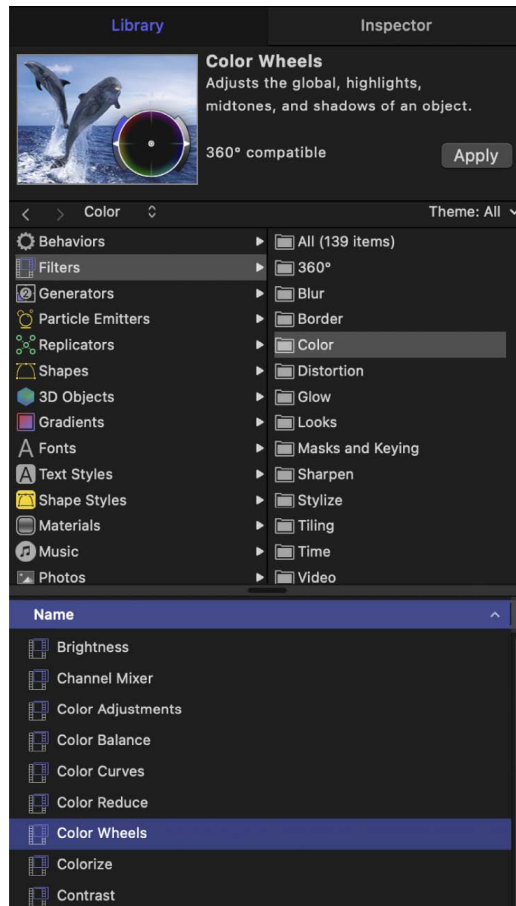 Library
Inspector
Color Wheels
Adjusts the global, highlights,
midtones, and shadows of an object.
360° compatible
Apply
Color
Theme: All
Behaviors
Filters
Generators
Particle Emitters
Replicators
Shapes
3D Objects
Gradients
Fonts
Text Styles
Shape Styles
Materials
Music
Photos
All (139 items)
360°
Blur
Border
Color
Distortion
Glow
Looks
Masks and Keying
Sharpen
Stylize
Tiling
Time
Video
Name
Brightness
Channel Mixer
Color Adjustments
Color Balance
Color Curves
Color Reduce
Color Wheels
Colorize
Contrast